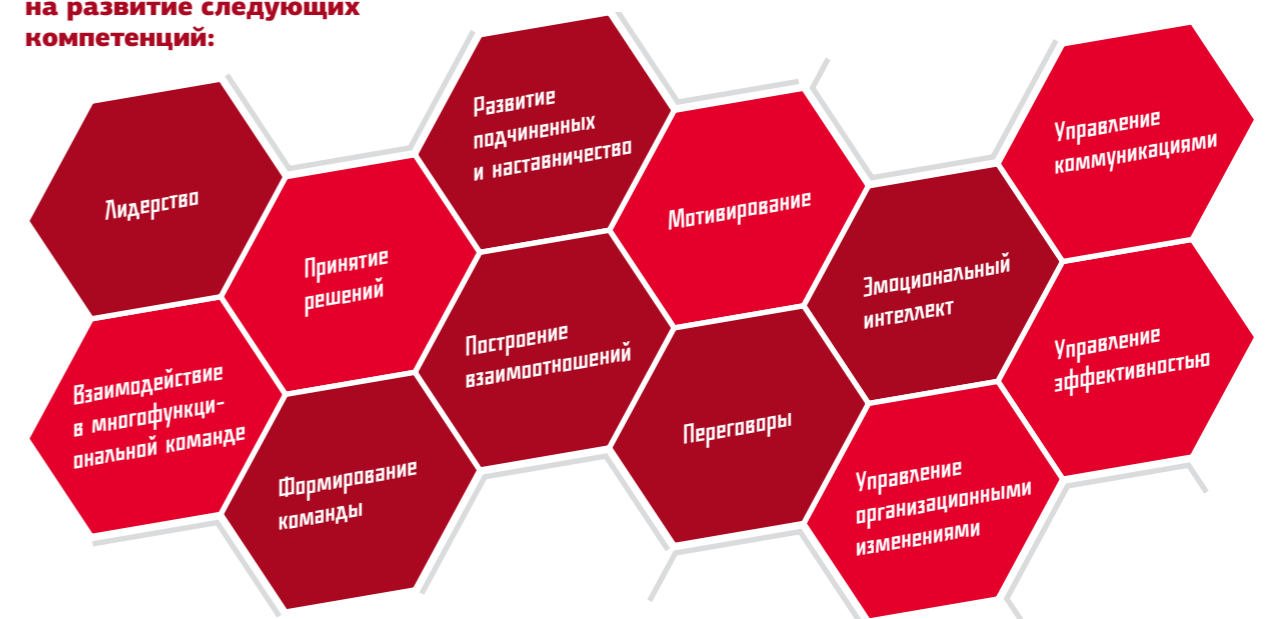 на развитие следующих
компетенций:
Лидерство
Взаимодействие
в многофункци-
ональной команде
Принятие
решений
Формирование
команды
Развитие
подчиненных
и наставничество
Построение
взаимоотношений
Мотивирование
Переговоры
Эмоциональный
интеллект
Управление
организационными
изменениями
Управление
коммуникациями
Управление
эффективностью